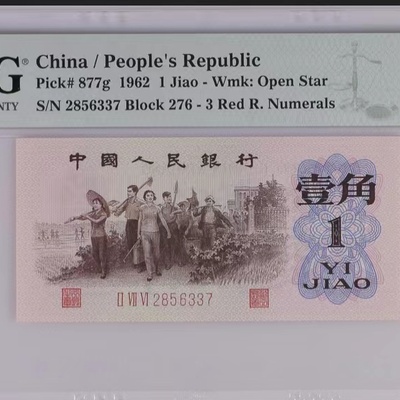 G®
NTY
China / People's Republic
Pick# 877g 1962 1 Jiao - Wmk: Open Star
S/N 2856337 Block 276 - 3 Red R. Numerals
中國人民銀行
壹角
1
YI
JIAO
II VII VI 2856337